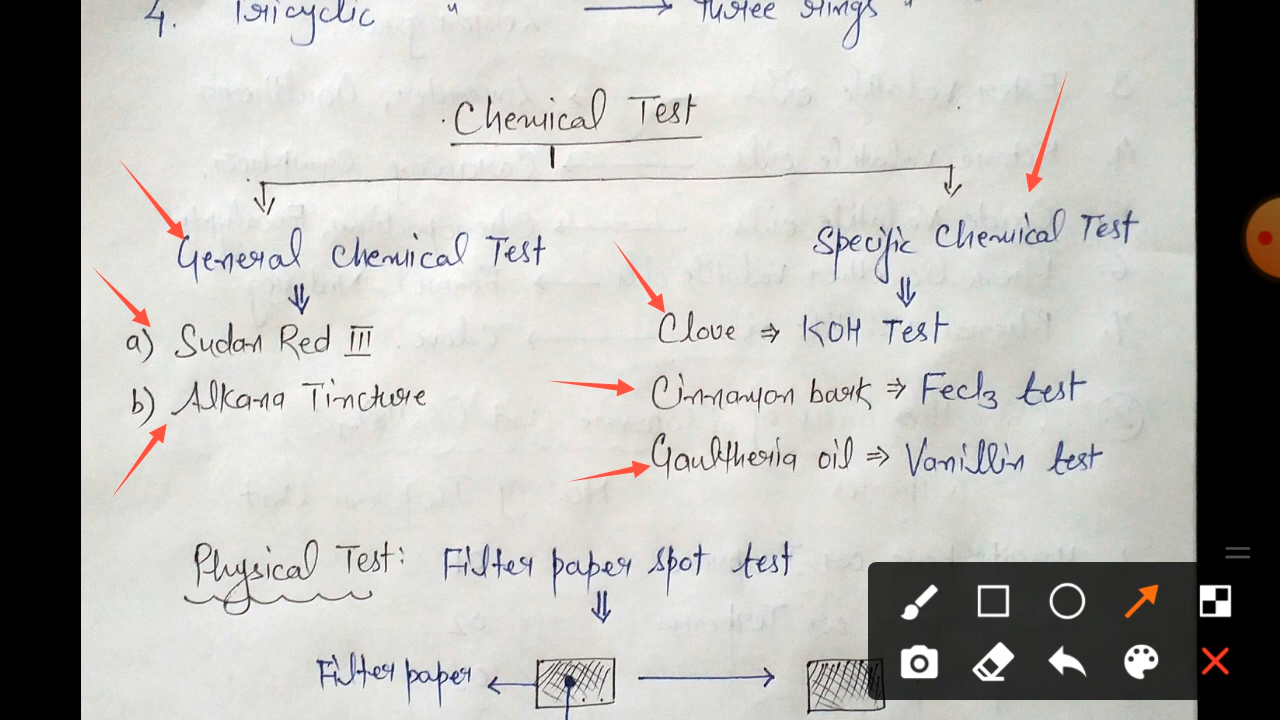 4. Tricyclic " → three rings "
Chemical Test
General Chemical Test
Specific Chemical Test
a) Sudan Red III
b) Alkana Tincture
Clove ⇒ KOH Test
Cinnamon bark ⇒ Fecl3 test
Gaultheria oil ⇒ Vanillin test
Physical Test: Filter paper spot test
Filter paper